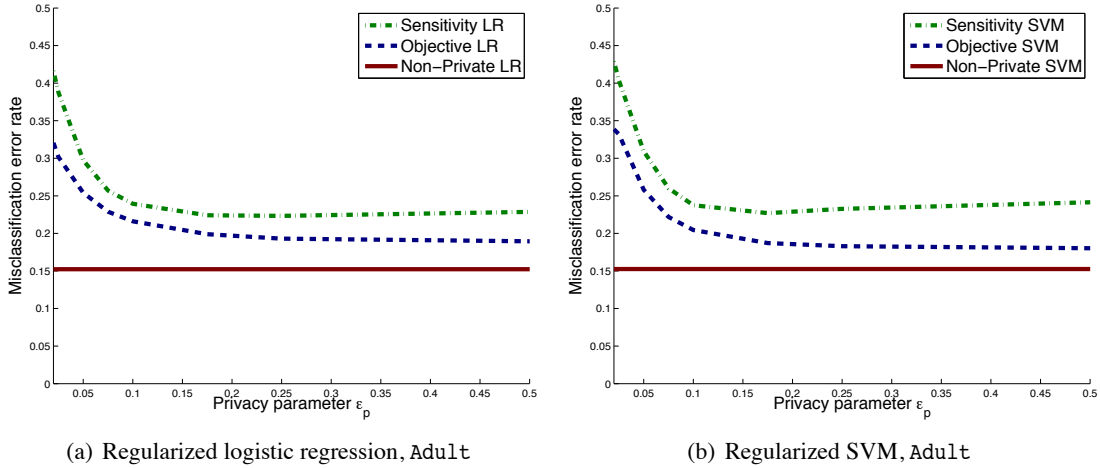 0.5
0.45
0.4
0.35
0.3
0.25
0.2
0.15
0.1
0.05
0
Misclassification error rate
Sensitivity LR
Objective LR
Non−Private LR
0.05 0.1 0.15 0.2 0.25 0.3 0.35 0.4 0.45 0.5
Privacy parameter ε_p
(a) Regularized logistic regression, Adult
0.5
0.45
0.4
0.35
0.3
0.25
0.2
0.15
0.1
0.05
0
Misclassification error rate
Sensitivity SVM
Objective SVM
Non−Private SVM
0.05 0.1 0.15 0.2 0.25 0.3 0.35 0.4 0.45 0.5
Privacy parameter ε_p
(b) Regularized SVM, Adult